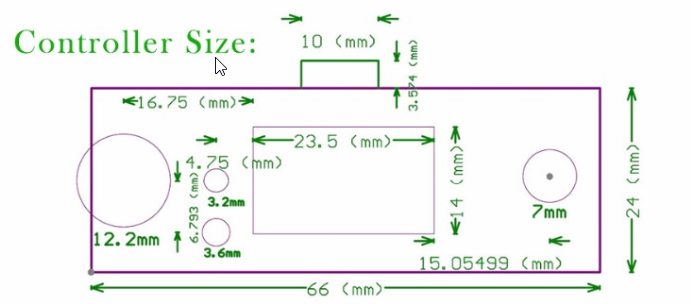 Controller Size:
10 (mm)
3.574 (mm)
16.75 (mm)
23.5 (mm)
4.75 (mm)
6.793 (mm)
3.2mm
3.6mm
12.2mm
14 (mm)
7mm
24 (mm)
15.05499 (mm)
66 (mm)